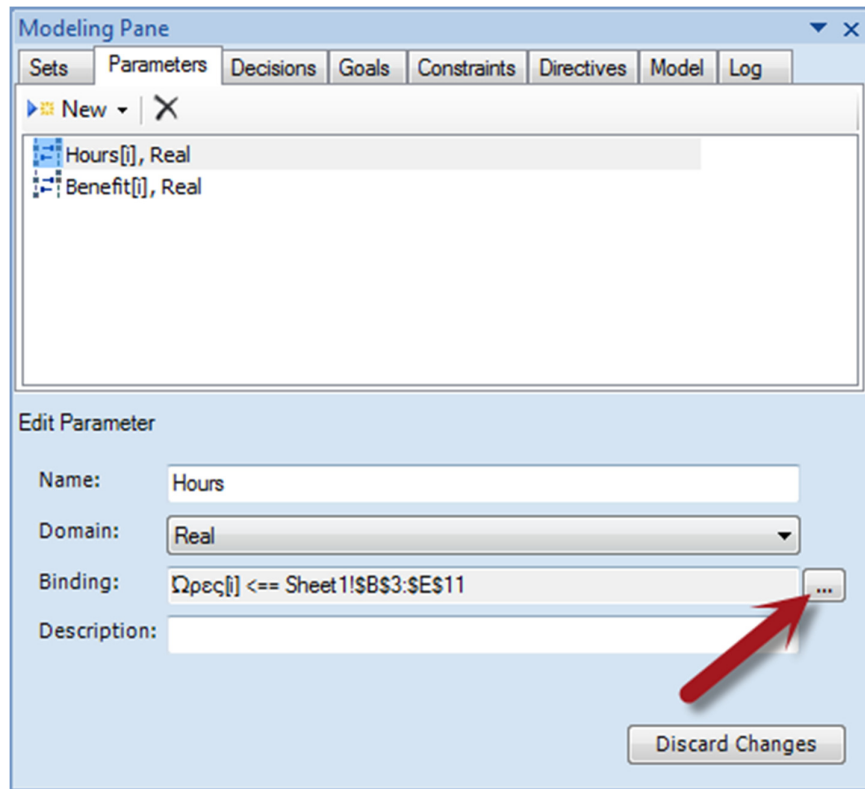 Modeling Pane
Sets Parameters Decisions Goals Constraints Directives Model Log
New
Hours[i], Real
Benefit[i], Real
Edit Parameter
Name: Hours
Domain: Real
Binding: Ώρες[i] <== Sheet1!$B$3:$E$11 ...
Description:
Discard Changes